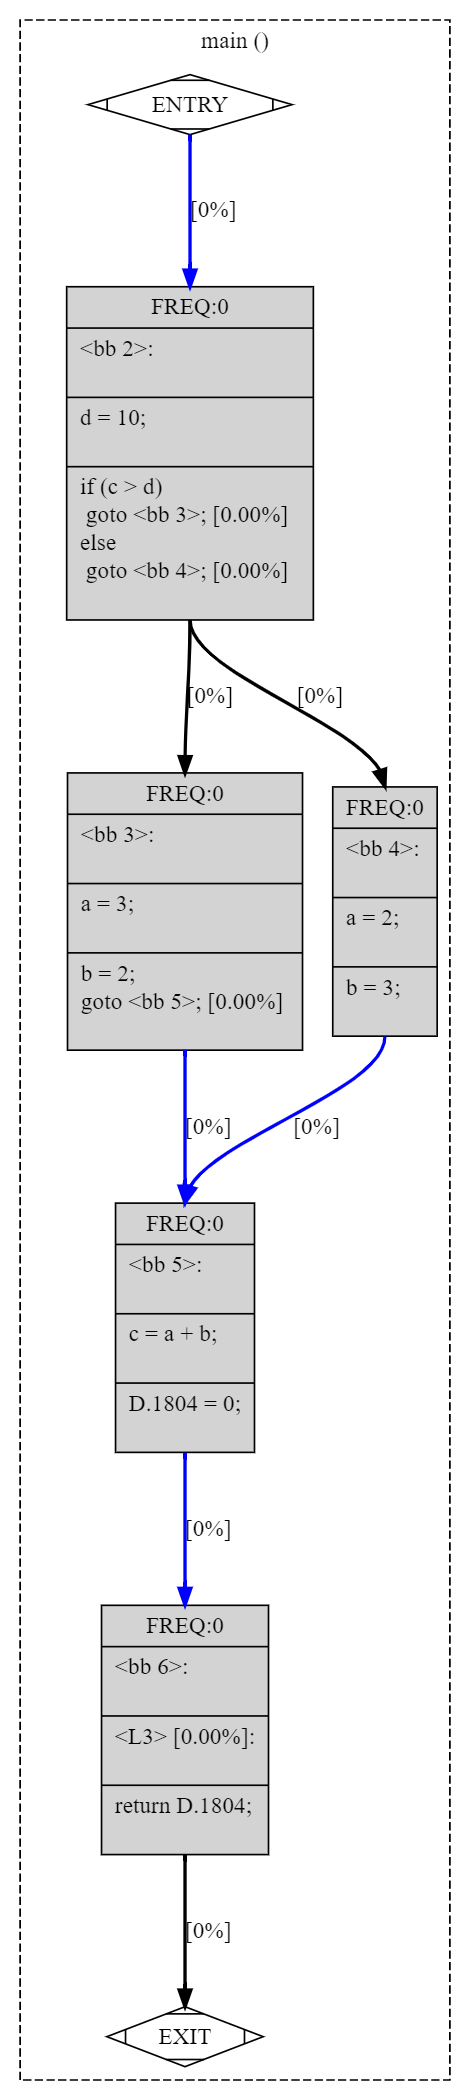 main ()
ENTRY
[0%]
FREQ:0
<bb 2>:
d = 10;
if (c > d)
goto <bb 3>; [0.00%]
else
goto <bb 4>; [0.00%]
[0%]
[0%]
FREQ:0
<bb 3>:
a = 3;
b = 2;
goto <bb 5>; [0.00%]
FREQ:0
<bb 4>:
a = 2;
b = 3;
[0%]
[0%]
FREQ:0
<bb 5>:
c = a + b;
D.1804 = 0;
[0%]
FREQ:0
<bb 6>:
<L3> [0.00%]:
return D.1804;
[0%]
EXIT